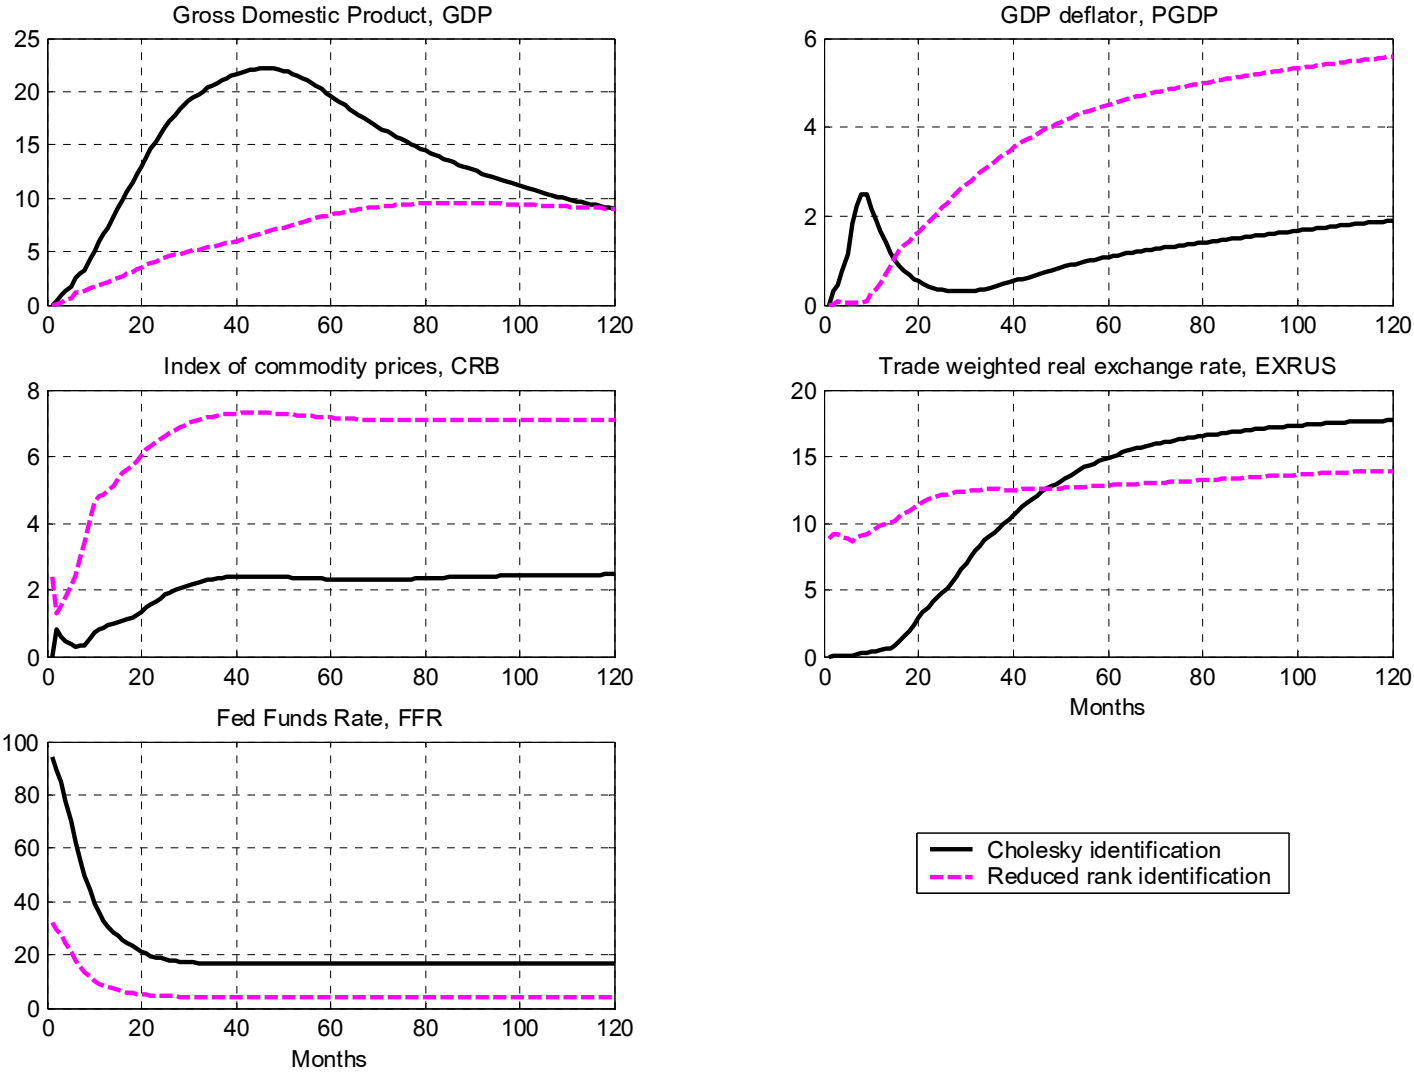 Gross Domestic Product, GDP
25
20
15
10
5
0
0 20 40 60 80 100 120
GDP deflator, PGDP
6
4
2
0
0 20 40 60 80 100 120
Index of commodity prices, CRB
8
6
4
2
0
0 20 40 60 80 100 120
Trade weighted real exchange rate, EXRUS
20
15
10
5
0
0 20 40 60 80 100 120
Months
Fed Funds Rate, FFR
100
80
60
40
20
0
0 20 40 60 80 100 120
Months
Cholesky identification
Reduced rank identification